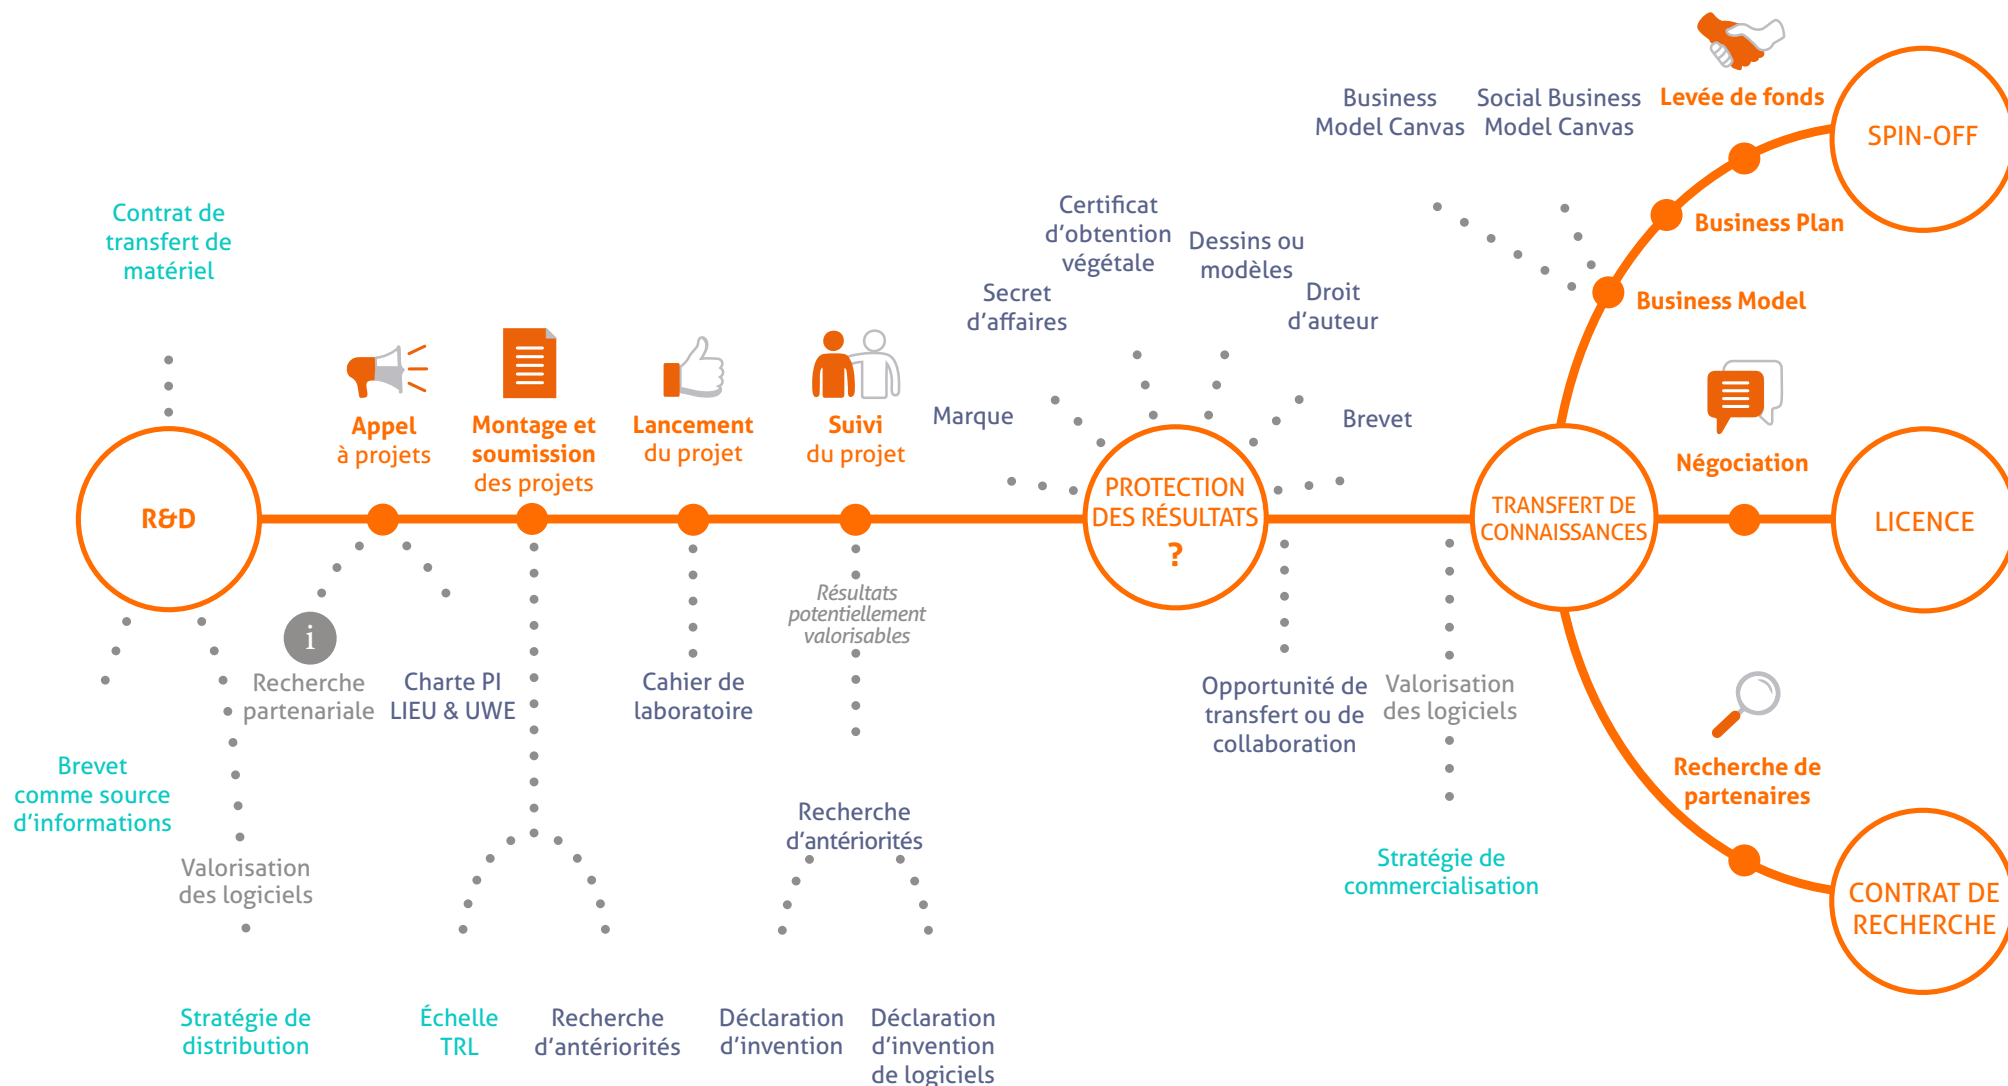 Contrat de
transfert de
matériel
R&D
Brevet
comme source
d'informations
Valorisation
des logiciels
Stratégie de
distribution
Appel
à projets
i
Recherche
partenariale
Charte PI
LIEU & UWE
Montage et
soumission
des projets
Échelle
TRL
Recherche
d'antériorités
Lancement
du projet
Cahier de
laboratoire
Suivi
du projet
Résultats
potentiellement
valorisables
Recherche
d'antériorités
Déclaration
d'invention
Déclaration
d'invention
de logiciels
Marque
Secret
d'affaires
Certificat
d'obtention
végétale
Dessins ou
modèles
Droit
d'auteur
Brevet
PROTECTION
DES RÉSULTATS
?
Opportunité de
transfert ou de
collaboration
Valorisation
des logiciels
Stratégie de
commercialisation
TRANSFERT DE
CONNAISSANCES
Business
Model Canvas
Social Business
Model Canvas
Levée de fonds
Business Plan
Business Model
SPIN-OFF
Négociation
LICENCE
Recherche de
partenaires
CONTRAT DE
RECHERCHE